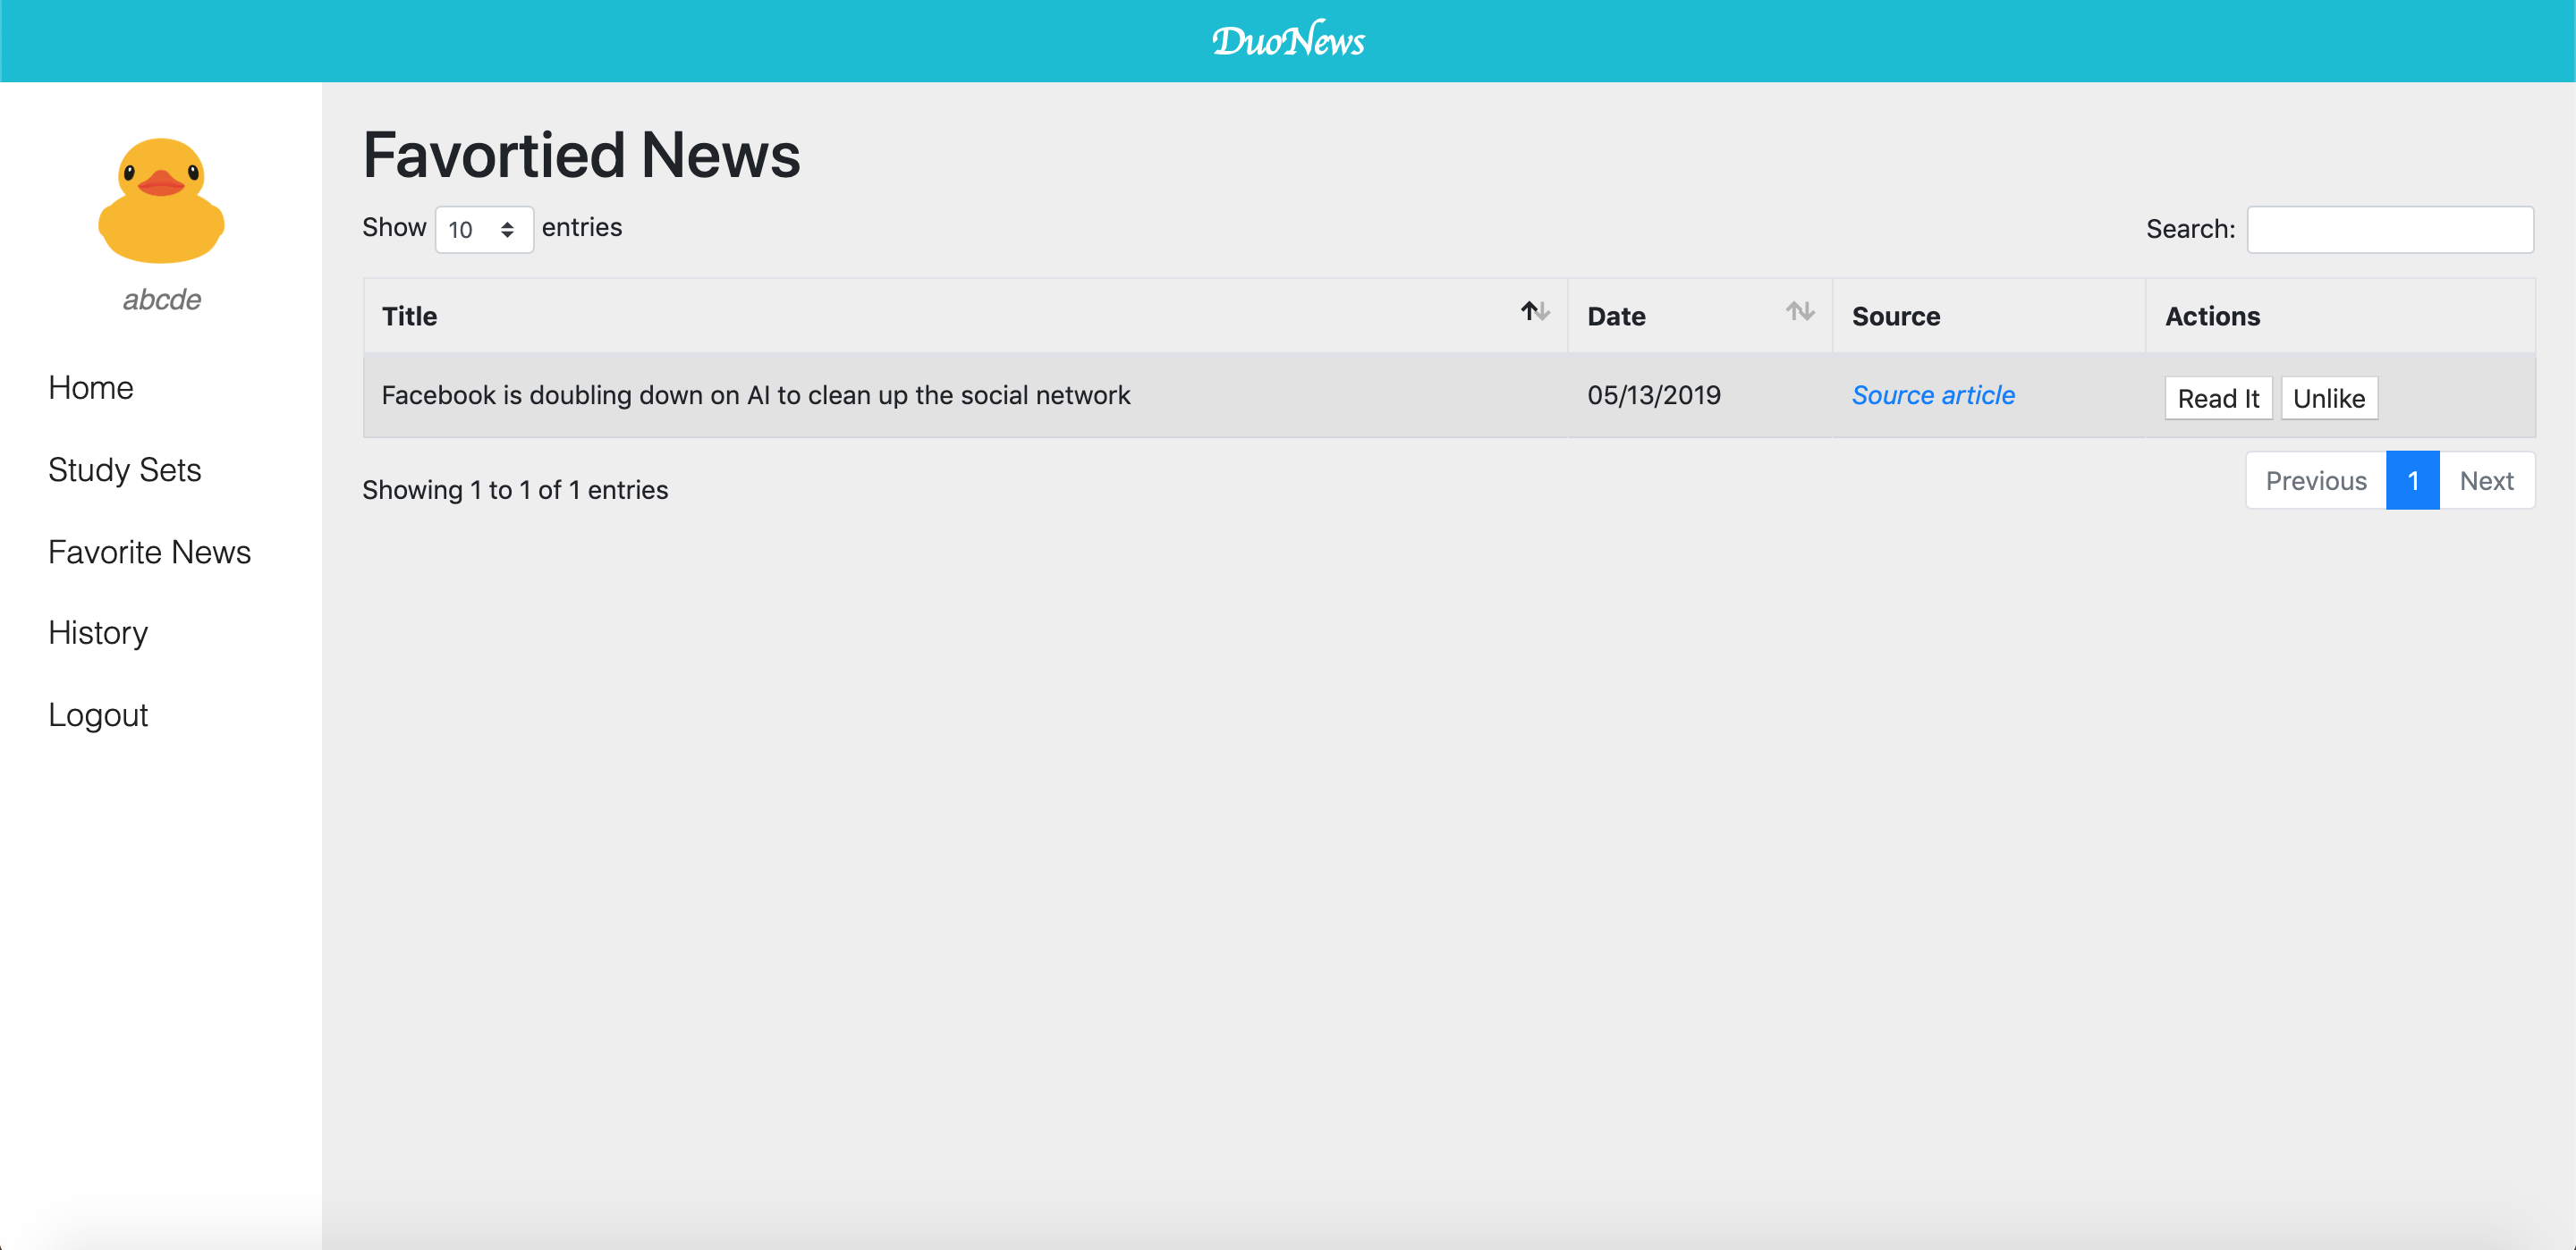 DuoNews
abcde
Home
Study Sets
Favorite News
History
Logout
Favortied News
Show 10 entries
Search:
Title Date Source Actions
Facebook is doubling down on AI to clean up the social network 05/13/2019 Source article Read It Unlike
Showing 1 to 1 of 1 entries
Previous 1 Next